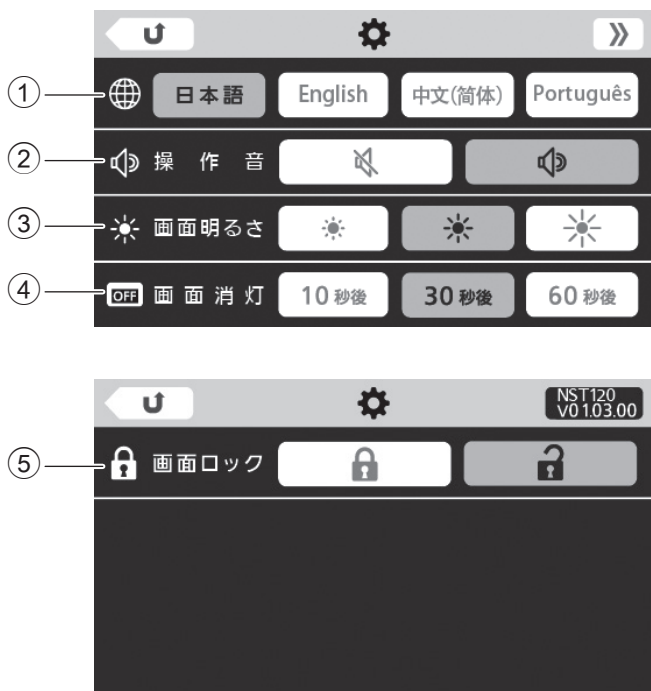 ① 日本語 English 中文(简体) Português
② 操作音
③ 画面明るさ
④ OFF 画面消灯 10 秒後 30 秒後 60 秒後
NST120
V01.03.00
⑤ 画面ロック